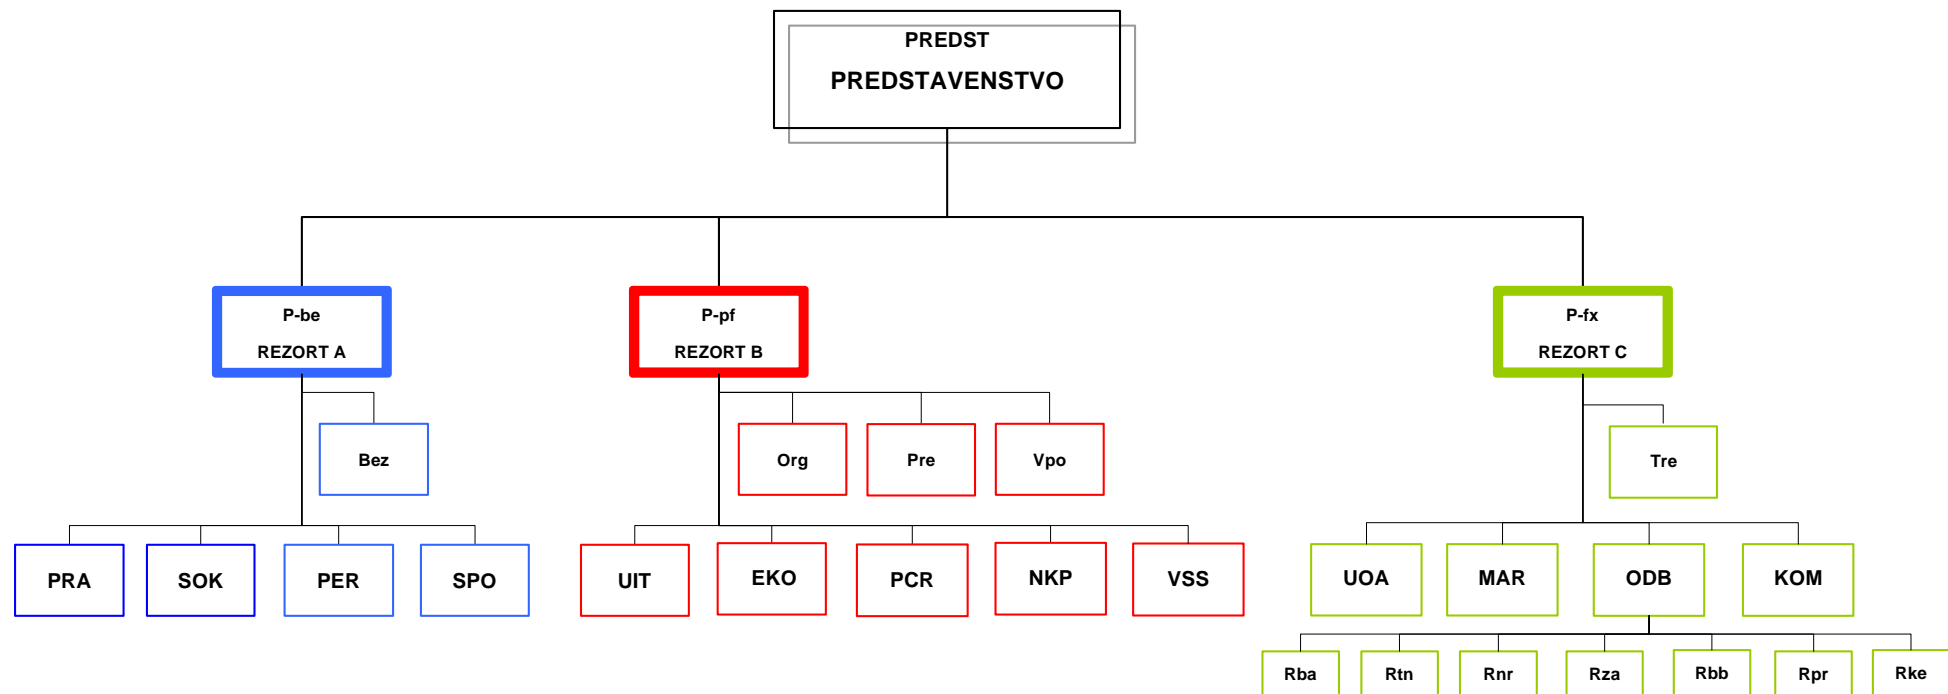 PREDST
PREDSTAVENSTVO
P-be
REZORT A
P-pf
REZORT B
P-fx
REZORT C
Bez
Org
Pre
Vpo
Tre
PRA
SOK
PER
SPO
UIT
EKO
PCR
NKP
VSS
UOA
MAR
ODB
KOM
Rba
Rtn
Rnr
Rza
Rbb
Rpr
Rke